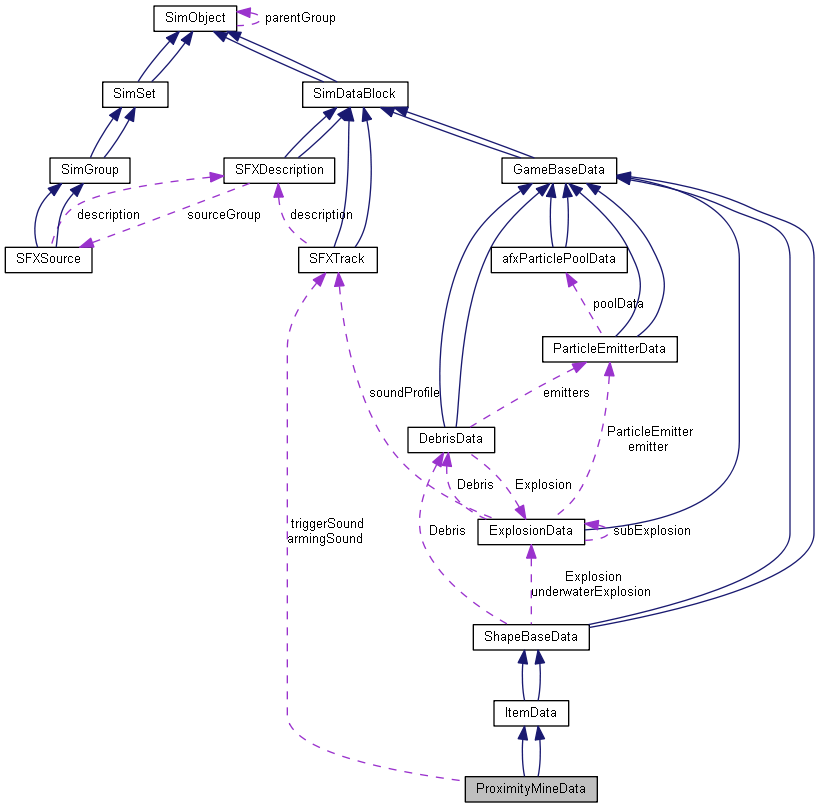 SimObject
parentGroup
SimSet
SimDataBlock
SimGroup
SFXDescription
GameBaseData
description
sourceGroup
description
SFXSource
SFXTrack
afxParticlePoolData
poolData
ParticleEmitterData
soundProfile
emitters
DebrisData
ParticleEmitter
emitter
Debris
Explosion
triggerSound
armingSound
Debris
ExplosionData
subExplosion
Explosion
underwaterExplosion
ShapeBaseData
ItemData
ProximityMineData